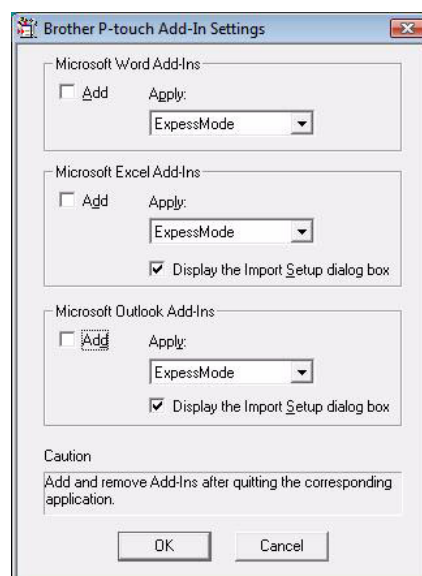 Brother P-touch Add-In Settings
Microsoft Word Add-Ins
Add Apply:
ExpessMode
Microsoft Excel Add-Ins
Add Apply:
ExpessMode
Display the Import Setup dialog box
Microsoft Outlook Add-Ins
Add Apply:
ExpessMode
Display the Import Setup dialog box
Caution
Add and remove Add-Ins after quitting the corresponding
application.
OK Cancel